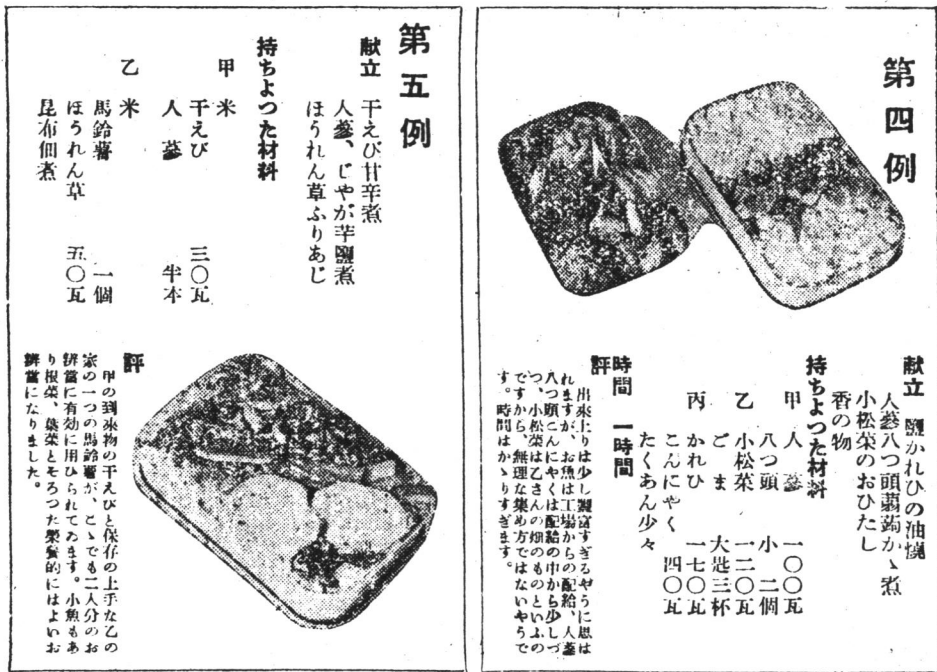 第四例
献立 鹽かれひの油燒
人參八つ頭蒟蒻かゝ煮
小松菜のおひたし
香の物
持ちよつた材料
甲 人參 一〇〇瓦
八つ頭 小二個
乙 小松菜 一二〇瓦
ごま 大匙三杯
丙 かれひ 一七〇瓦
こんにやく 四〇瓦
たくあん少々
時間 一時間
評
出來上りは少し豐富すぎるやうに思は
れますが、お魚は工場からの配給、人參
八つ頭こんにやくは配給の中から少しづ
つ、小松菜は乙さんの畑のものといふの
ですから、無理な集め方ではないやうで
す。時間はかゝりすぎます。
第五例
献立 干えび甘辛煮
人參、じやが芋鹽煮
ほうれん草ふりあじ
持ちよつた材料
甲 米
干えび 三〇瓦
人參 半本
乙 米
馬鈴薯 一個
ほうれん草 五〇瓦
昆布佃煮
評
甲の到來物の干えびと保存の上手な乙の
家の一つの馬鈴薯が、こゝでも二人分のお
辨當に有効に用ひられてゐます。小魚もあ
り根菜、葉菜とそろつた榮養的にはよいお
辨當になりました。